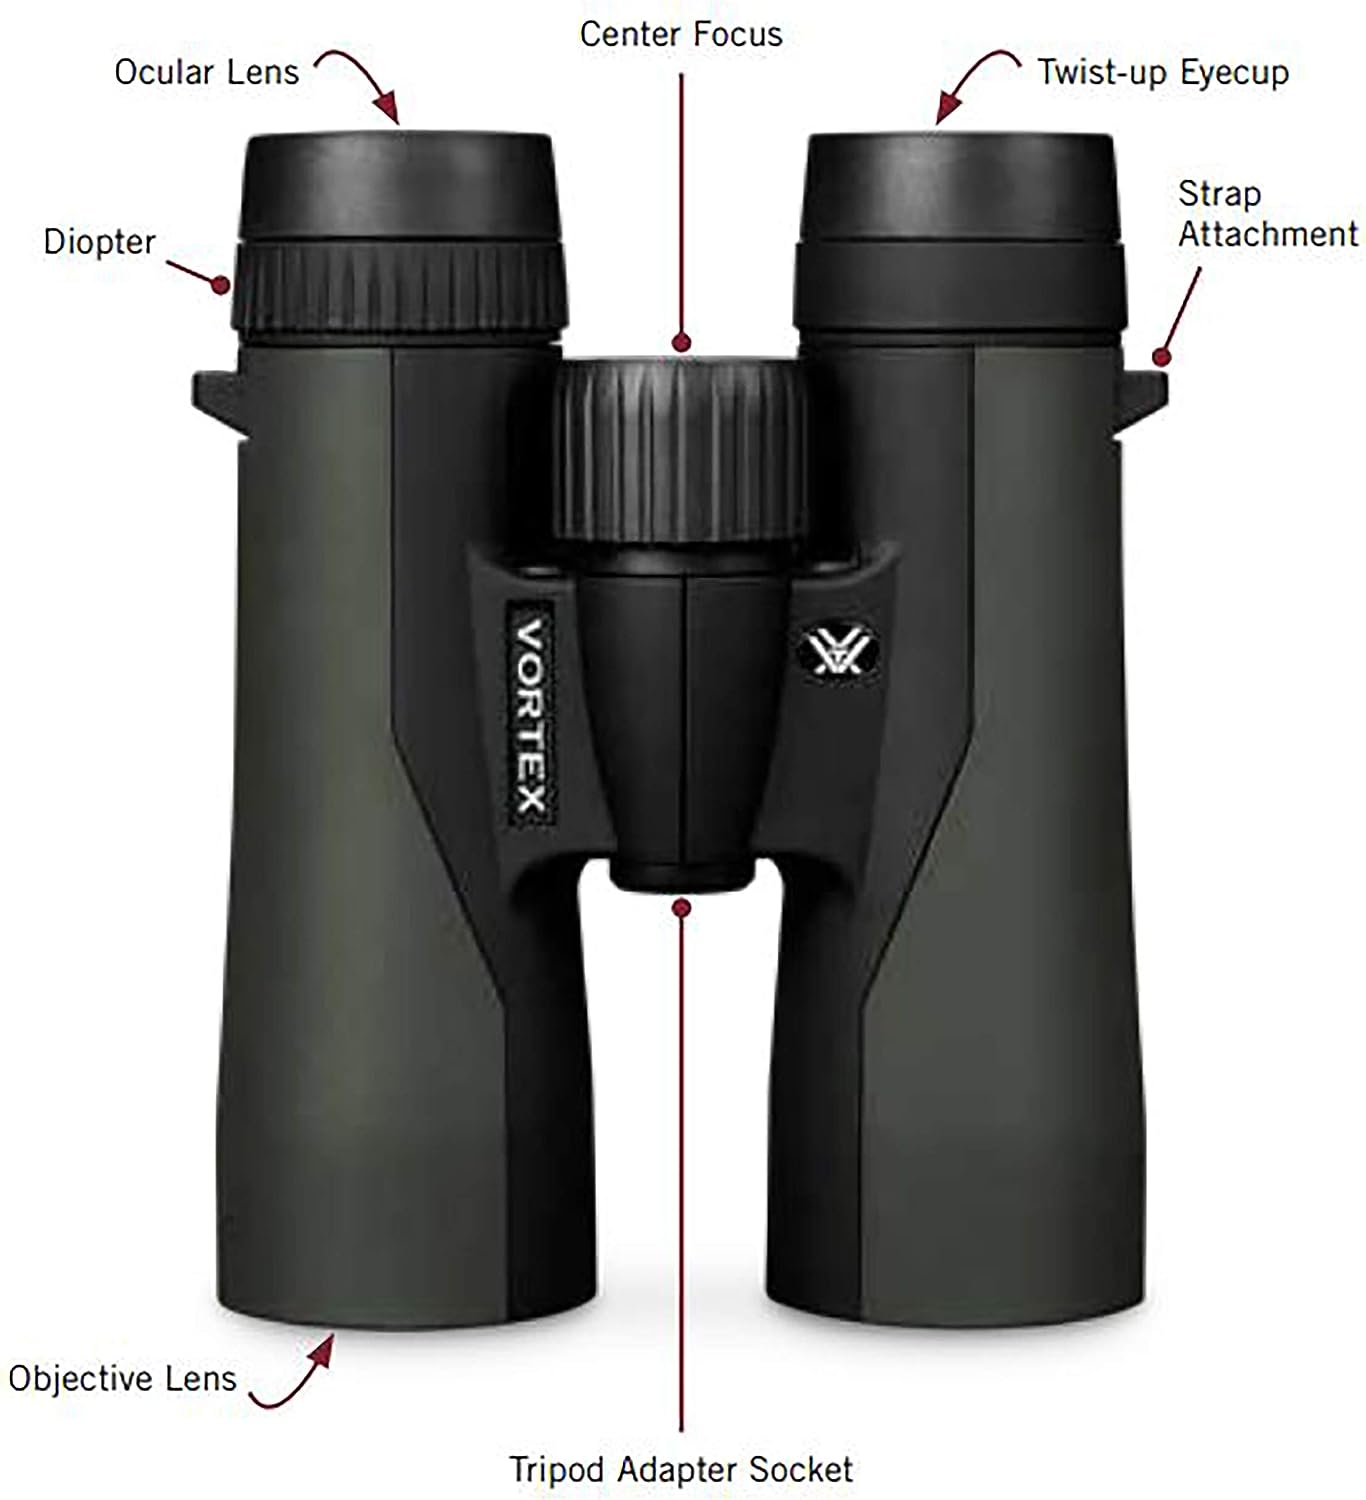 Center Focus
Ocular Lens
Twist-up Eyecup
Strap
Attachment
Diopter
VORTEX
Objective Lens
Tripod Adapter Socket